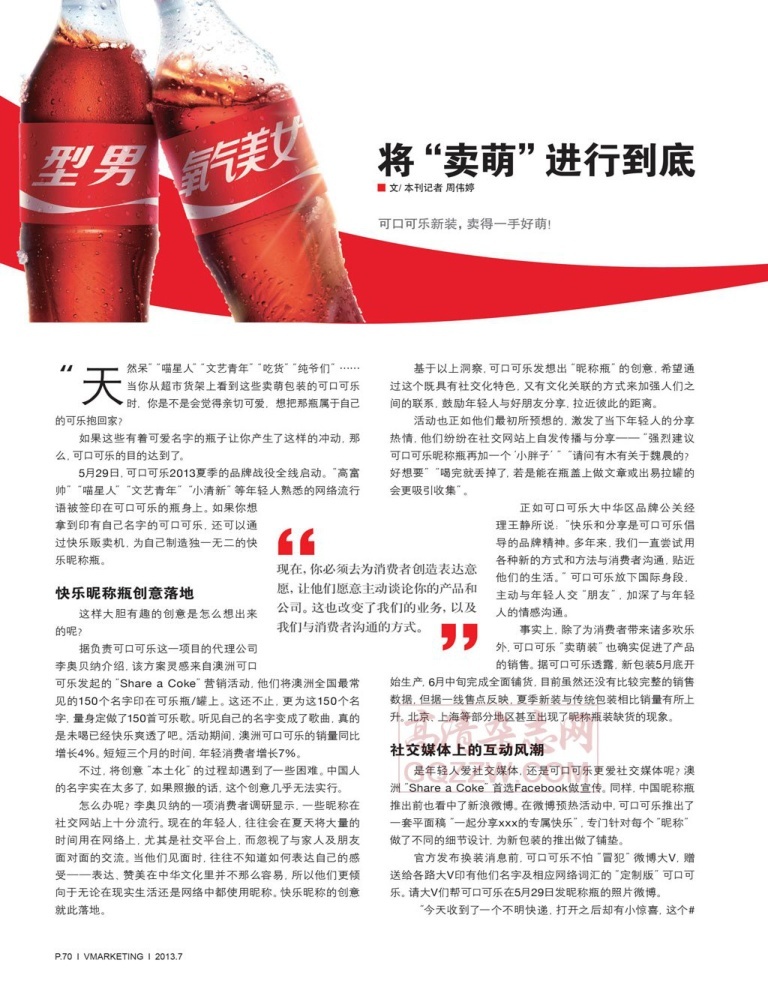 型男
氧气美女
将“卖萌”进行到底
文/ 本刊记者 周伟婷
可口可乐新装，卖得一手好萌！
“天然呆”“喵星人”“文艺青年”“吃货”“纯爷们”……
当你从超市货架上看到这些卖萌包装的可口可乐
时，你是不是会觉得亲切可爱，想把那瓶属于自己
的可乐抱回家？
如果这些有着可爱名字的瓶子让你产生了这样的冲动，那
么，可口可乐的目的达到了。
5月29日，可口可乐2013夏季的品牌战役全线启动。“高富
帅”“喵星人”“文艺青年”“小清新”等年轻人熟悉的网络流行
语被签印在可口可乐的瓶身上。如果你想
拿到印有自己名字的可口可乐，还可以通
过快乐贩卖机，为自己制造独一无二的快
乐昵称瓶。
快乐昵称瓶创意落地
这样大胆有趣的创意是怎么想出来
的呢？
据负责可口可乐这一项目的代理公司
李奥贝纳介绍，该方案灵感来自澳洲可口
可乐发起的“Share a Coke”营销活动，他们将澳洲全国最常
见的150个名字印在可乐瓶/罐上。这还不止，更为这150个名
字，量身定做了150首可乐歌。听见自己的名字变成了歌曲，真的
是未喝已经快乐爽透了吧。活动期间，澳洲可口可乐的销量同比
增长4%。短短三个月的时间，年轻消费者增长7%。
不过，将创意“本土化”的过程却遇到了一些困难。中国人
的名字实在太多了，如果照搬的话，这个创意几乎无法实行。
怎么办呢？李奥贝纳的一项消费者调研显示，一些昵称在
社交网站上十分流行。现在的年轻人，往往会在夏天将大量的
时间用在网络上，尤其是社交平台上，而忽视了与家人及朋友
面对面的交流。当他们见面时，往往不知道如何表达自己的感
受——表达，赞美在中华文化里并不那么容易，所以他们更倾
向于无论在现实生活还是网络中都使用昵称。快乐昵称的创意
就此落地。
现在，你必须去为消费者创造表达意
愿，让他们愿意主动谈论你的产品和
公司。这也改变了我们的业务，以及
我们与消费者沟通的方式。
基于以上洞察，可口可乐发想出“昵称瓶”的创意，希望通
过这个既具有社交化特色，又有文化关联的方式来加强人们之
间的联系，鼓励年轻人与好朋友分享，拉近彼此的距离。
活动也正如他们最初所预想的，激发了当下年轻人的分享
热情，他们纷纷在社交网站上自发传播与分享——“强烈建议
可口可乐昵称瓶再加一个‘小胖子’”“请问有木有关于魏晨的？
好想要”“喝完就丢掉了，若是能在瓶盖上做文章或出易拉罐的
会更吸引收集”。
正如可口可乐大中华区品牌公关经
理王静所说：“快乐和分享是可口可乐倡
导的品牌精神。多年来，我们一直尝试用
各种新的方式和方法与消费者沟通，贴近
他们的生活。”可口可乐放下国际身段，
主动与年轻人交“朋友”，加深了与年轻
人的情感沟通。
事实上，除了为消费者带来诸多欢乐
外，可口可乐“卖萌装”也确实促进了产品
的销售。据可口可乐透露，新包装5月底开
始生产，6月中旬完成全面铺货，目前虽然还没有比较完整的销售
数据，但据一线售点反映，夏季新装与传统包装相比销量有所上
升。北京、上海等部分地区甚至出现了昵称瓶装缺货的现象。
社交媒体上的互动风潮
是年轻人爱社交媒体，还是可口可乐更爱社交媒体呢？澳
洲“Share a Coke”首选Facebook做宣传。同样，中国昵称瓶
推出前也看中了新浪微博。在微博预热活动中，可口可乐推出了
一套平面稿“一起分享xxx的专属快乐”，专门针对每个“昵称”
做了不同的细节设计，为新包装的推出做了铺垫。
官方发布换装消息前，可口可乐不怕“冒犯”微博大V，赠
送给各路大V印有他们名字及相应网络词汇的“定制版”可口可
乐。请大V们帮可口可乐在5月29日发昵称瓶的照片微博。
“今天收到了一个不明快递，打开之后却有小惊喜，这个#
高清杂志网
GQZZW.COM
P.70 I VMARKETING I 2013.7